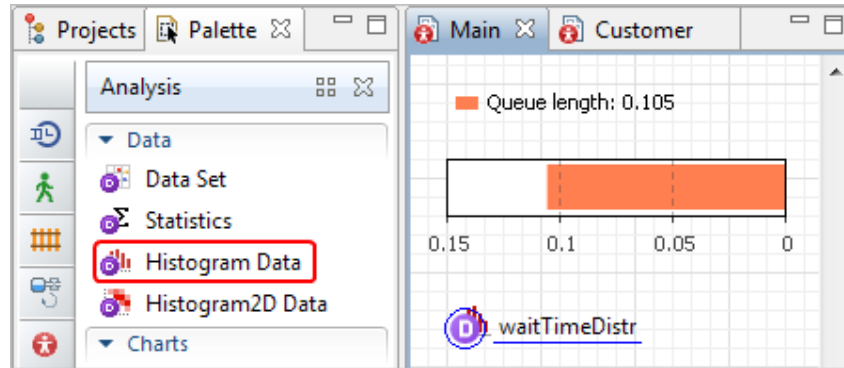 Projects
Palette
Main
Customer
Analysis
Data
Data Set
Statistics
Histogram Data
Histogram2D Data
Charts
Queue length: 0.105
0.15 0.1 0.05 0
waitTimeDistr